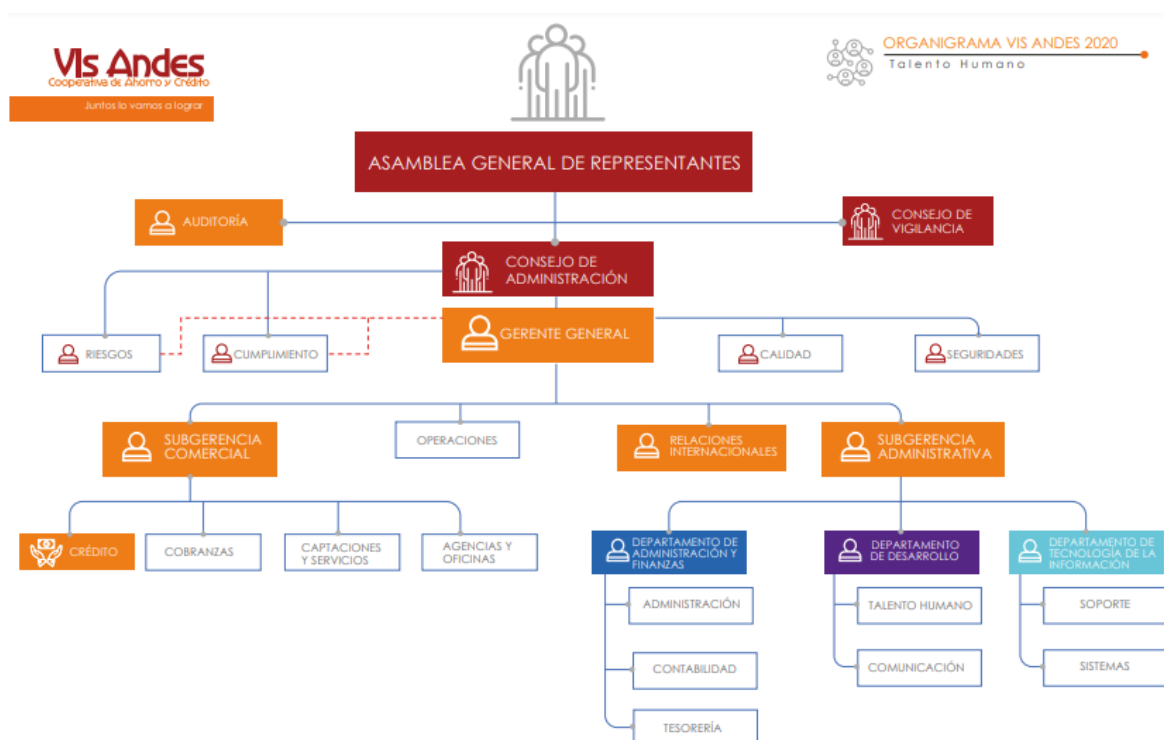 VIs Andes
Cooperativa de Ahorro y Crédito
Juntos lo vamos a lograr
ORGANIGRAMA VIS ANDES 2020
Talento Humano
ASAMBLEA GENERAL DE REPRESENTANTES
AUDITORÍA
CONSEJO DE
VIGILANCIA
CONSEJO DE
ADMINISTRACIÓN
GERENTE GENERAL
RIESGOS
CUMPLIMIENTO
CALIDAD
SEGURIDADES
SUBGERENCIA
COMERCIAL
OPERACIONES
RELACIONES
INTERNACIONALES
SUBGERENCIA
ADMINISTRATIVA
CRÉDITO
COBRANZAS
CAPTACIONES
Y SERVICIOS
AGENCIAS Y
OFICINAS
DEPARTAMENTO DE
ADMINISTRACIÓN Y
FINANZAS
DEPARTAMENTO
DE DESARROLLO
DEPARTAMENTO DE
TECNOLOGÍA DE LA
INFORMACIÓN
ADMINISTRACIÓN
TALENTO HUMANO
SOPORTE
CONTABILIDAD
COMUNICACIÓN
SISTEMAS
TESORERÍA